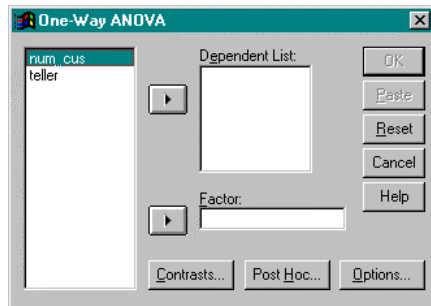 One-Way ANOVA
num_cus
teller
Dependent List:
Factor:
OK
Paste
Reset
Cancel
Help
Contrasts...
Post Hoc...
Options...